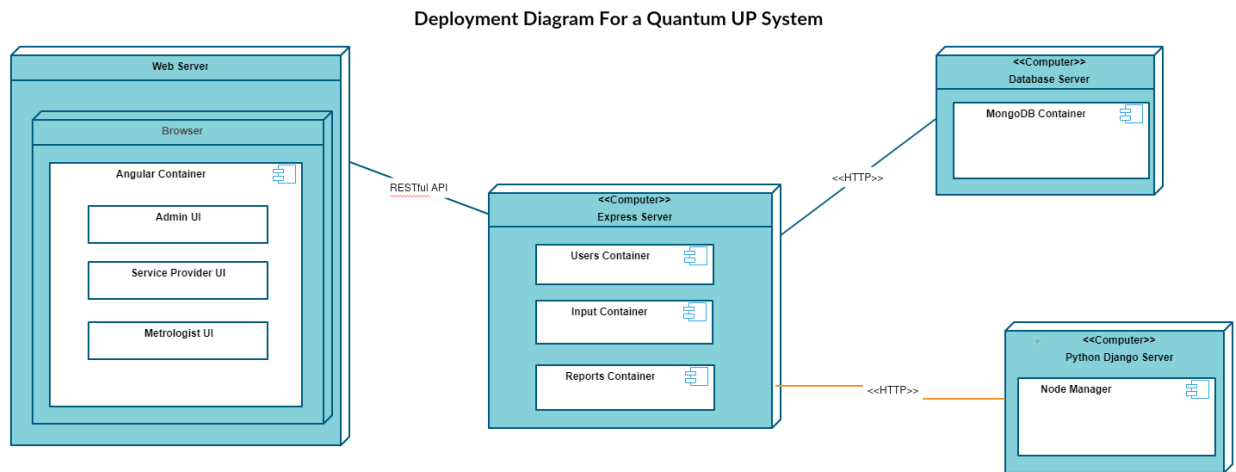 Deployment Diagram For a Quantum UP System
Web Server
Browser
Angular Container
Admin UI
Service Provider UI
Metrologist UI
RESTful API
<<Computer>>
Express Server
Users Container
Input Container
Reports Container
<<HTTP>>
<<Computer>>
Database Server
MongoDB Container
<<HTTP>>
<<Computer>>
Python Django Server
Node Manager